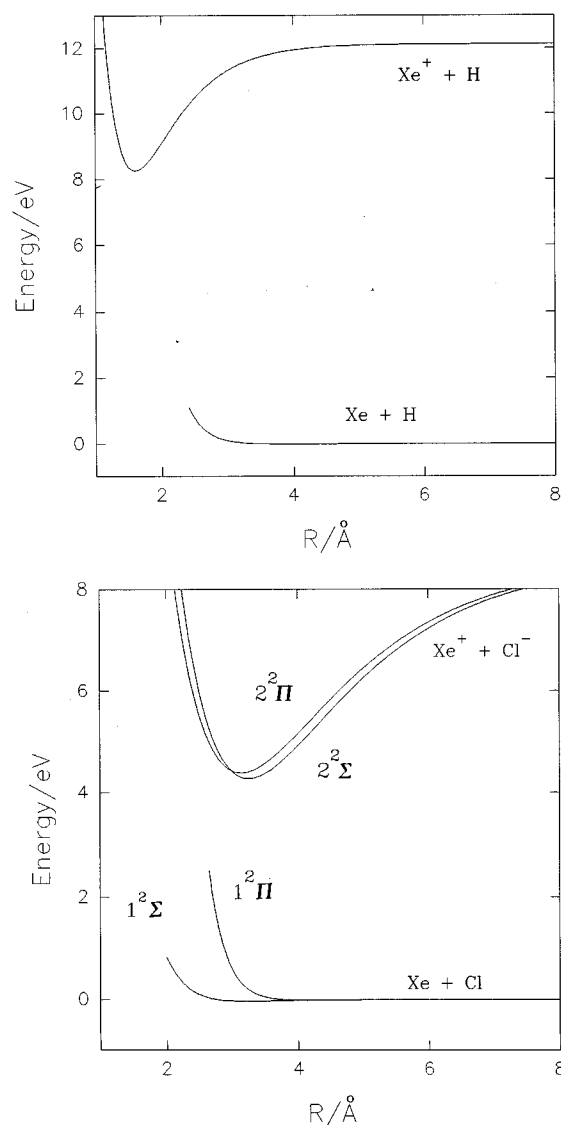 12
10
8
6
4
2
0
Energy/eV
Xe⁺ + H
Xe + H
2 4 6 8
R/Å
8
6
4
2
0
Energy/eV
Xe⁺ + Cl⁻
2²Π
2²Σ
1²Σ
1²Π
Xe + Cl
2 4 6 8
R/Å